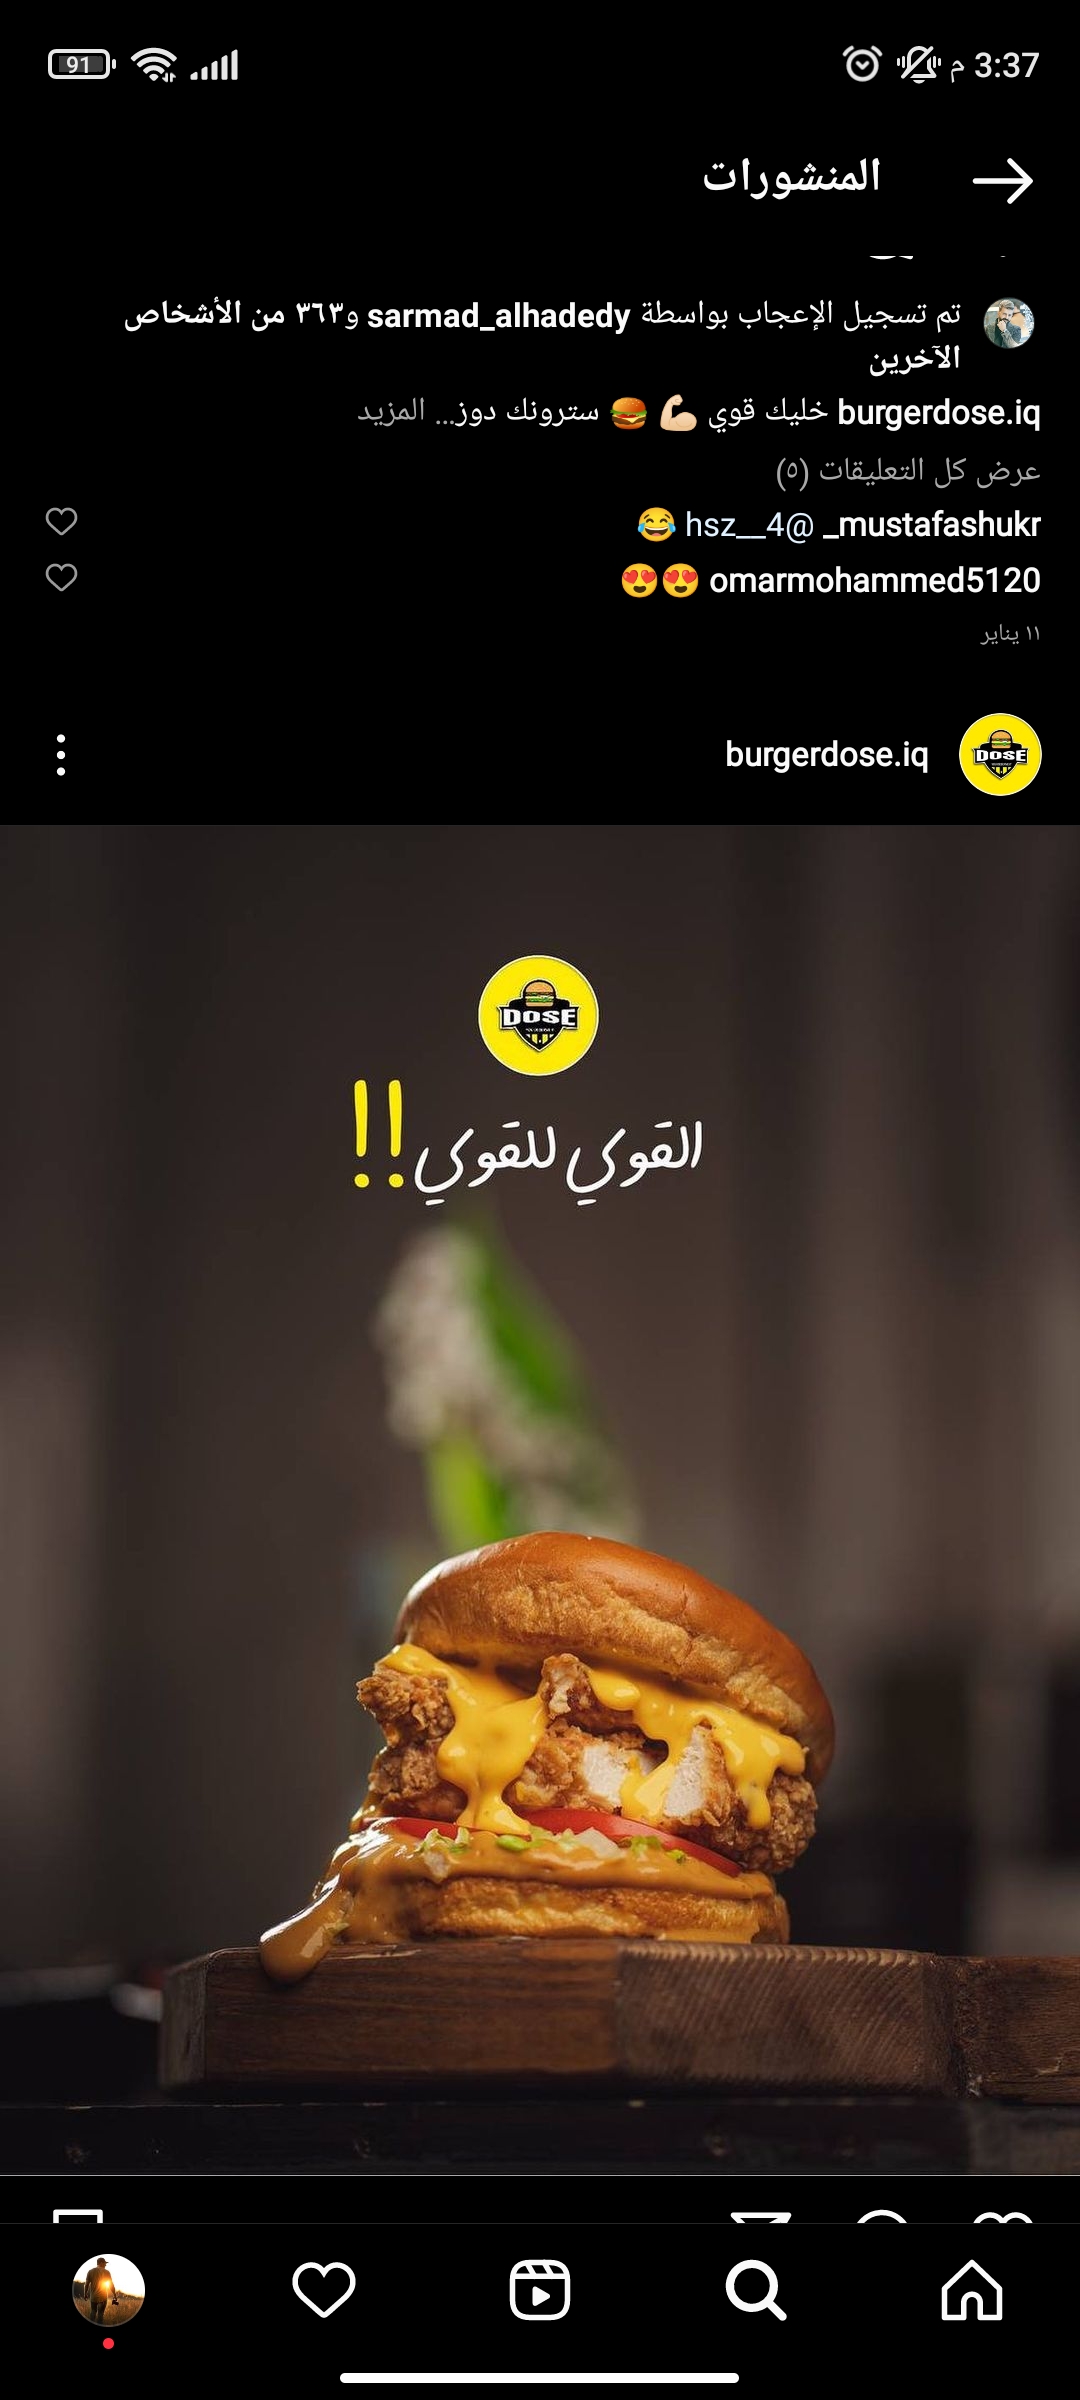 3:37 م
91
المنشورات
تم تسجيل الإعجاب بواسطة sarmad_alhadedy و٣٦٣ من الأشخاص
الآخرين
burgerdose.iq خليك قوي 💪🏻 🍔 سترونك دوز... المزيد
عرض كل التعليقات (٥)
_mustafashukr @hsz__4 😂
omarmohammed5120 😍😍
١١ يناير
DOSE
burgerdose.iq
DOSE
القوي للقوي!!